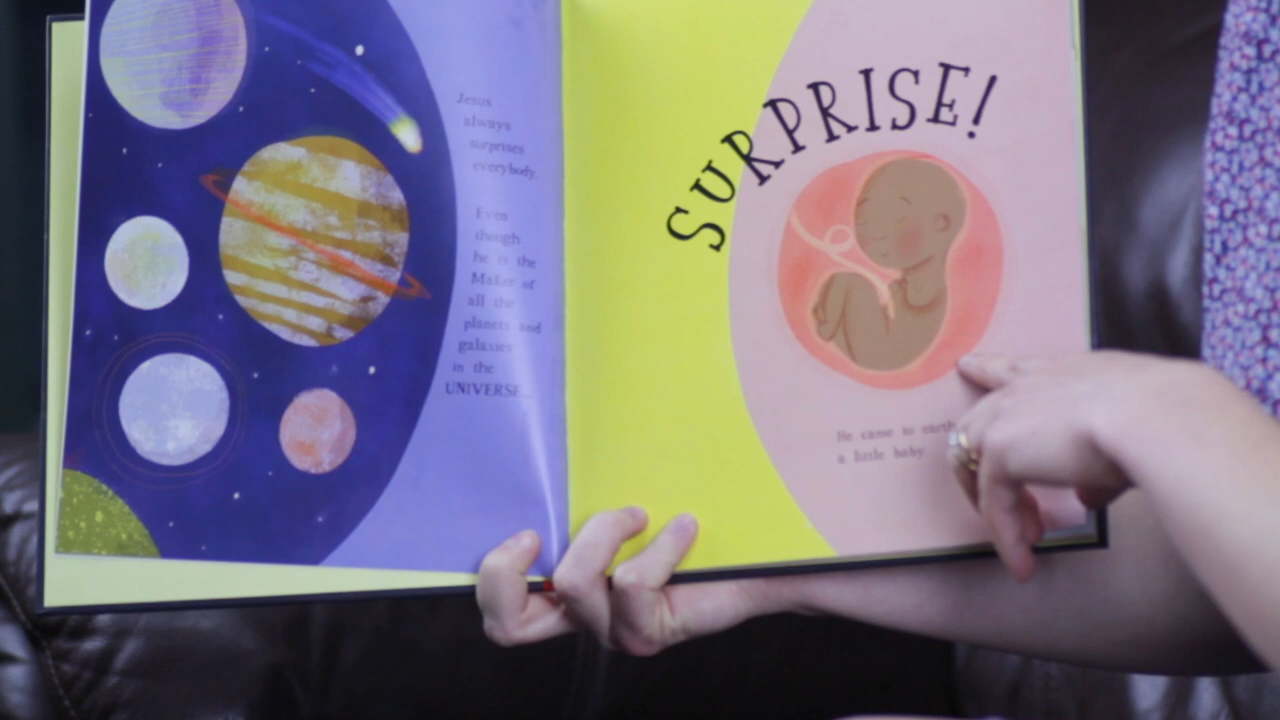 Jesus
always
surprises
everybody.
Even
though
he is the
Maker of
all the
planets and
galaxies
in the
UNIVERSE...
SURPRISE!
He came to earth
a little baby